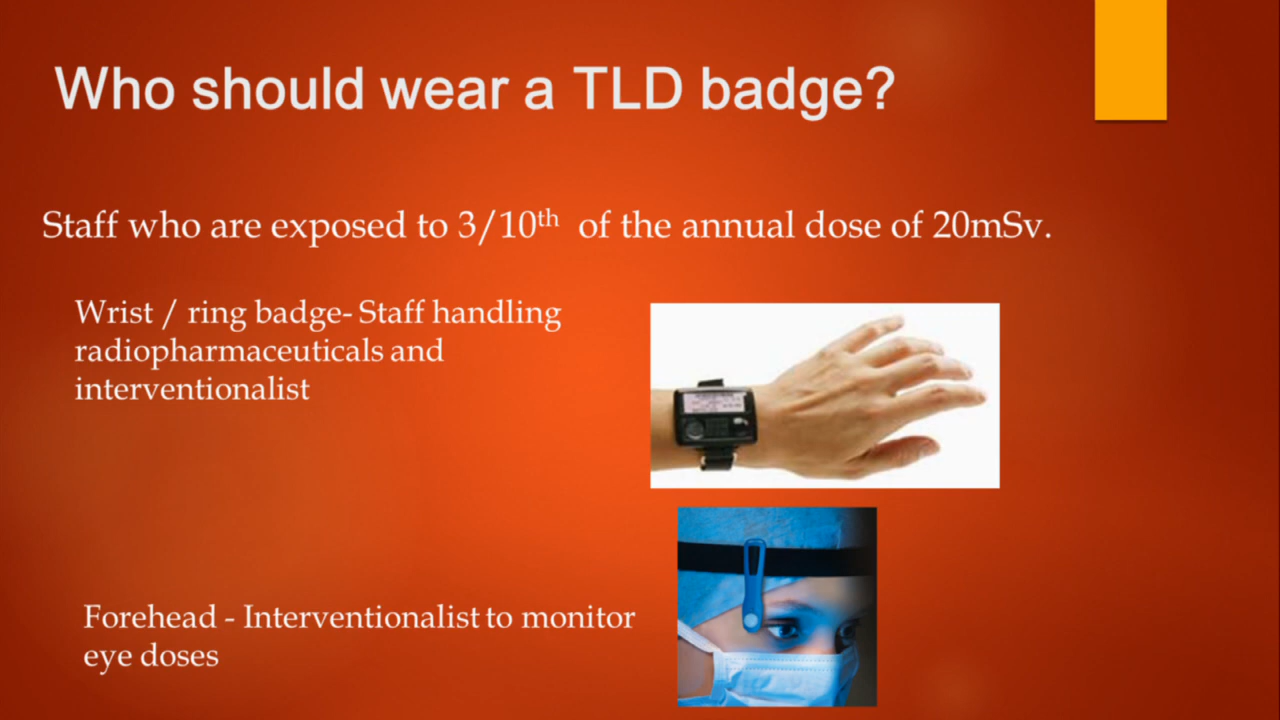 Who should wear a TLD badge?
Staff who are exposed to 3/10th of the annual dose of 20mSv.
Wrist / ring badge- Staff handling
radiopharmaceuticals and
interventionalist
Forehead - Interventionalist to monitor
eye doses